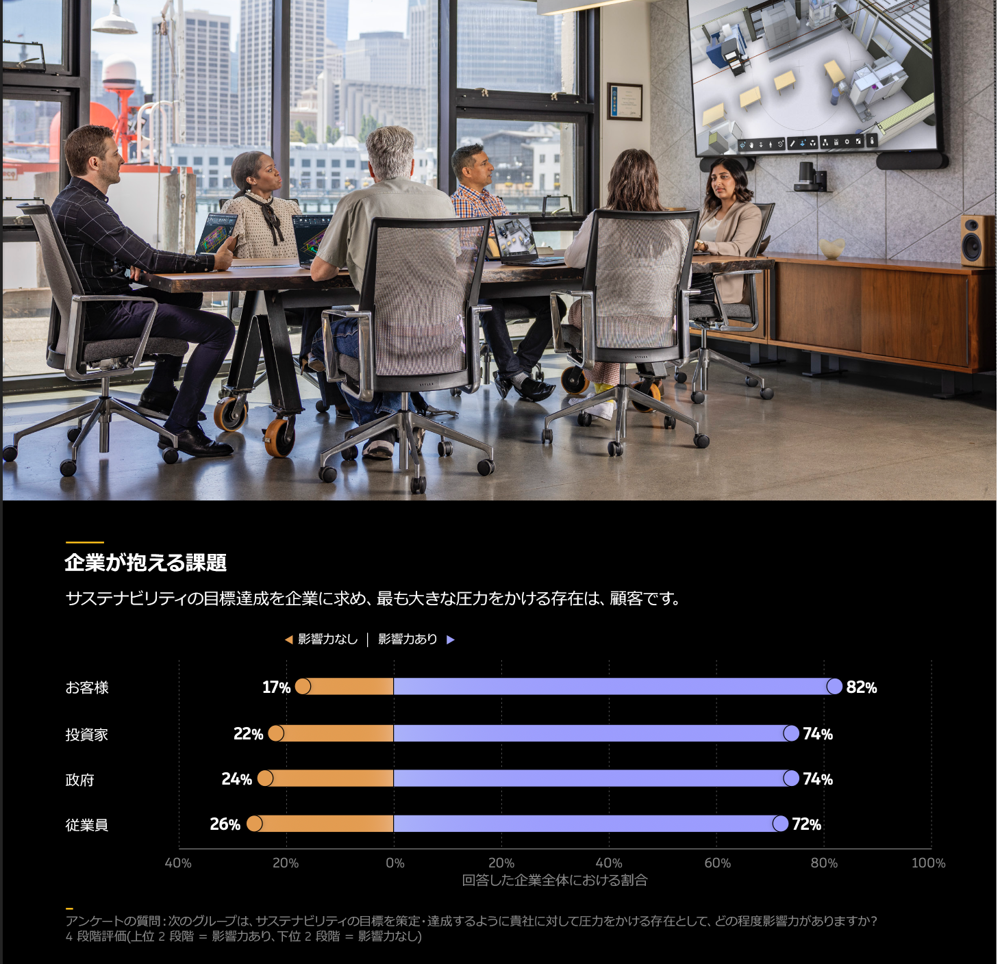 企業が抱える課題
サステナビリティの目標達成を企業に求め、最も大きな圧力をかける存在は、顧客です。
◀ 影響力なし | 影響力あり ▶
お客様 17% 82%
投資家 22% 74%
政府 24% 74%
従業員 26% 72%
40% 20% 0% 20% 40% 60% 80% 100%
回答した企業全体における割合
アンケートの質問：次のグループは、サステナビリティの目標を策定・達成するように貴社に対して圧力をかける存在として、どの程度影響力がありますか?
4 段階評価(上位 2 段階 = 影響力あり、下位 2 段階 = 影響力なし)